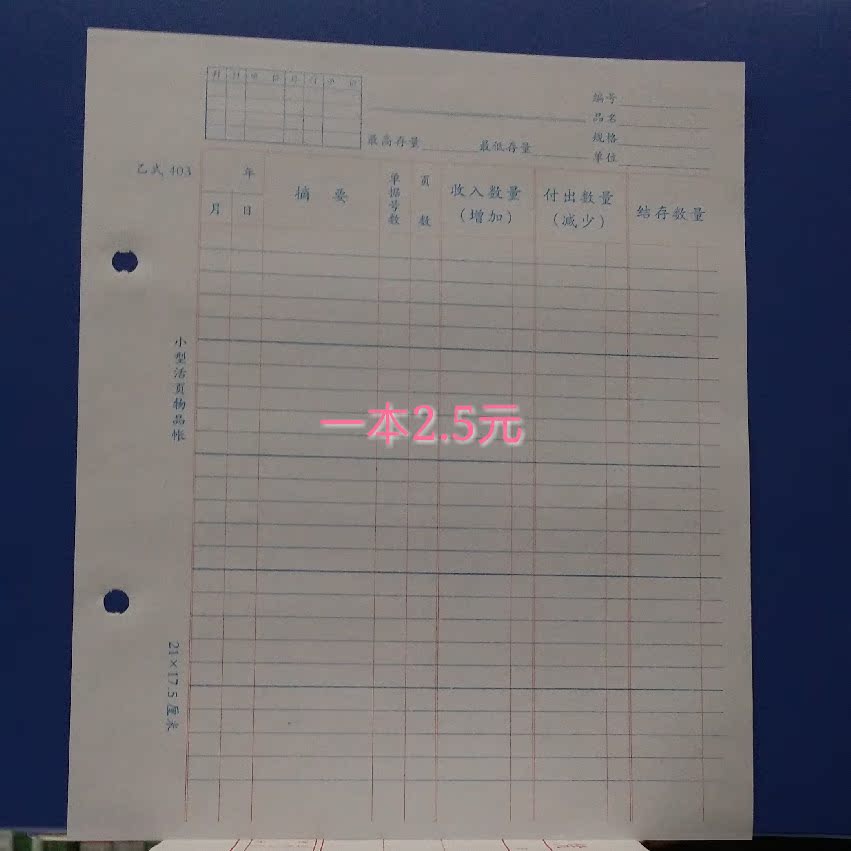 编号
品名
规格
最高存量 最低存量 单位
乙式 403
年 摘要 单据号数 页数 收入数量 付出数量 结存数量
月 日 (增加) (减少)
小型活页物品帐
一本2.5元
21×17.5厘米